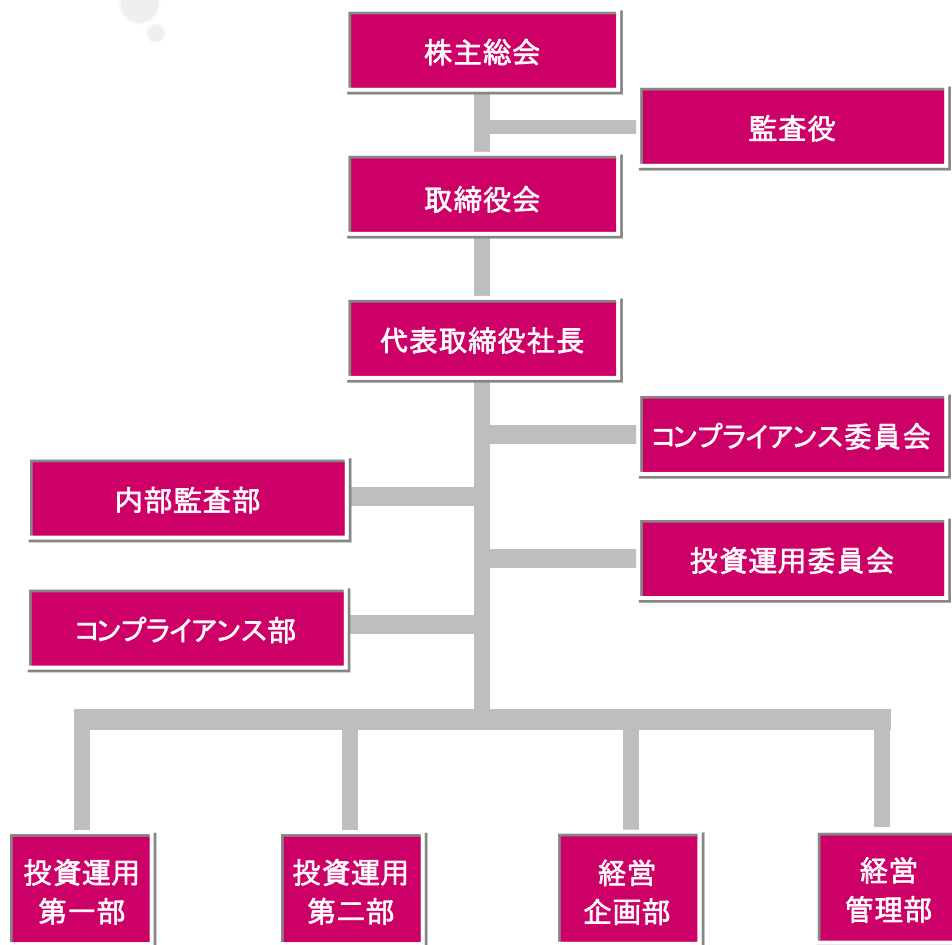 株主総会
監査役
取締役会
代表取締役社長
コンプライアンス委員会
内部監査部
投資運用委員会
コンプライアンス部
投資運用
第一部
投資運用
第二部
経営
企画部
経営
管理部